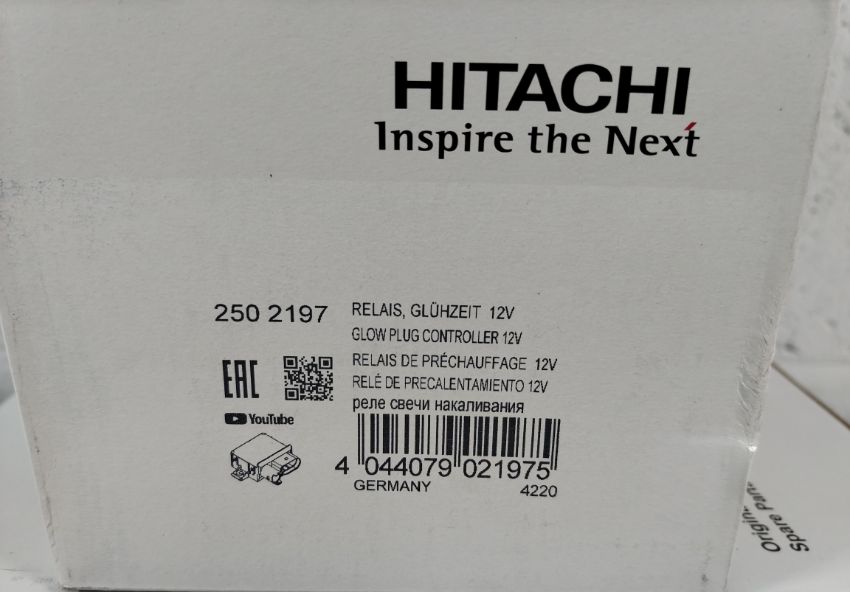 HITACHI
Inspire the Next
250 2197
RELAIS, GLÜHZEIT 12V
GLOW PLUG CONTROLLER 12V
RELAIS DE PRÉCHAUFFAGE 12V
RELÉ DE PRECALENTAMIENTO 12V
реле свечи накаливания
EAC
YouTube
4 044079 021975
GERMANY
4220
Spare